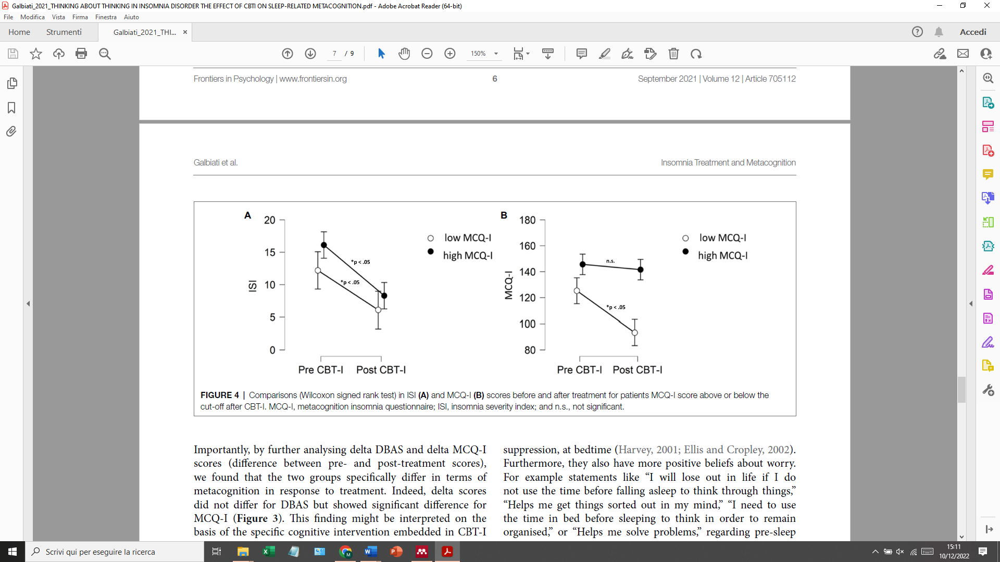 Galbiati_2021_THINKING ABOUT THINKING IN INSOMNIA DISORDER THE EFFECT OF CBTI ON SLEEP-RELATED METACOGNITION.pdf - Adobe Acrobat Reader (64-bit)
File Modifica Vista Firma Finestra Aiuto
Home Strumenti Galbiati_2021_THI... × Accedi
7 / 9 150%
Frontiers in Psychology | www.frontiersin.org 6 September 2021 | Volume 12 | Article 705112
Galbiati et al. Insomnia Treatment and Metacognition
A
20
15
10
5
0
ISI
*p < .05
*p < .05
low MCQ-I
high MCQ-I
Pre CBT-I Post CBT-I
B
180
160
140
120
100
80
MCQ-I
n.s.
*p < .05
low MCQ-I
high MCQ-I
Pre CBT-I Post CBT-I
FIGURE 4 | Comparisons (Wilcoxon signed rank test) in ISI (A) and MCQ-I (B) scores before and after treatment for patients MCQ-I score above or below the
cut-off after CBT-I. MCQ-I, metacognition insomnia questionnaire; ISI, insomnia severity index; and n.s., not significant.
Importantly, by further analysing delta DBAS and delta MCQ-I
scores (difference between pre- and post-treatment scores),
we found that the two groups specifically differ in terms of
metacognition in response to treatment. Indeed, delta scores
did not differ for DBAS but showed significant difference for
MCQ-I (Figure 3). This finding might be interpreted on the
basis of the specific cognitive intervention embedded in CBT-I
suppression, at bedtime (Harvey, 2001; Ellis and Cropley, 2002).
Furthermore, they also have more positive beliefs about worry.
For example statements like “I will lose out in life if I do
not use the time before falling asleep to think through things,”
“Helps me get things sorted out in my mind,” “I need to use
the time in bed before sleeping to think in order to remain
organised,” or “Helps me solve problems,” regarding pre-sleep
Scrivi qui per eseguire la ricerca
15:11
10/12/2022